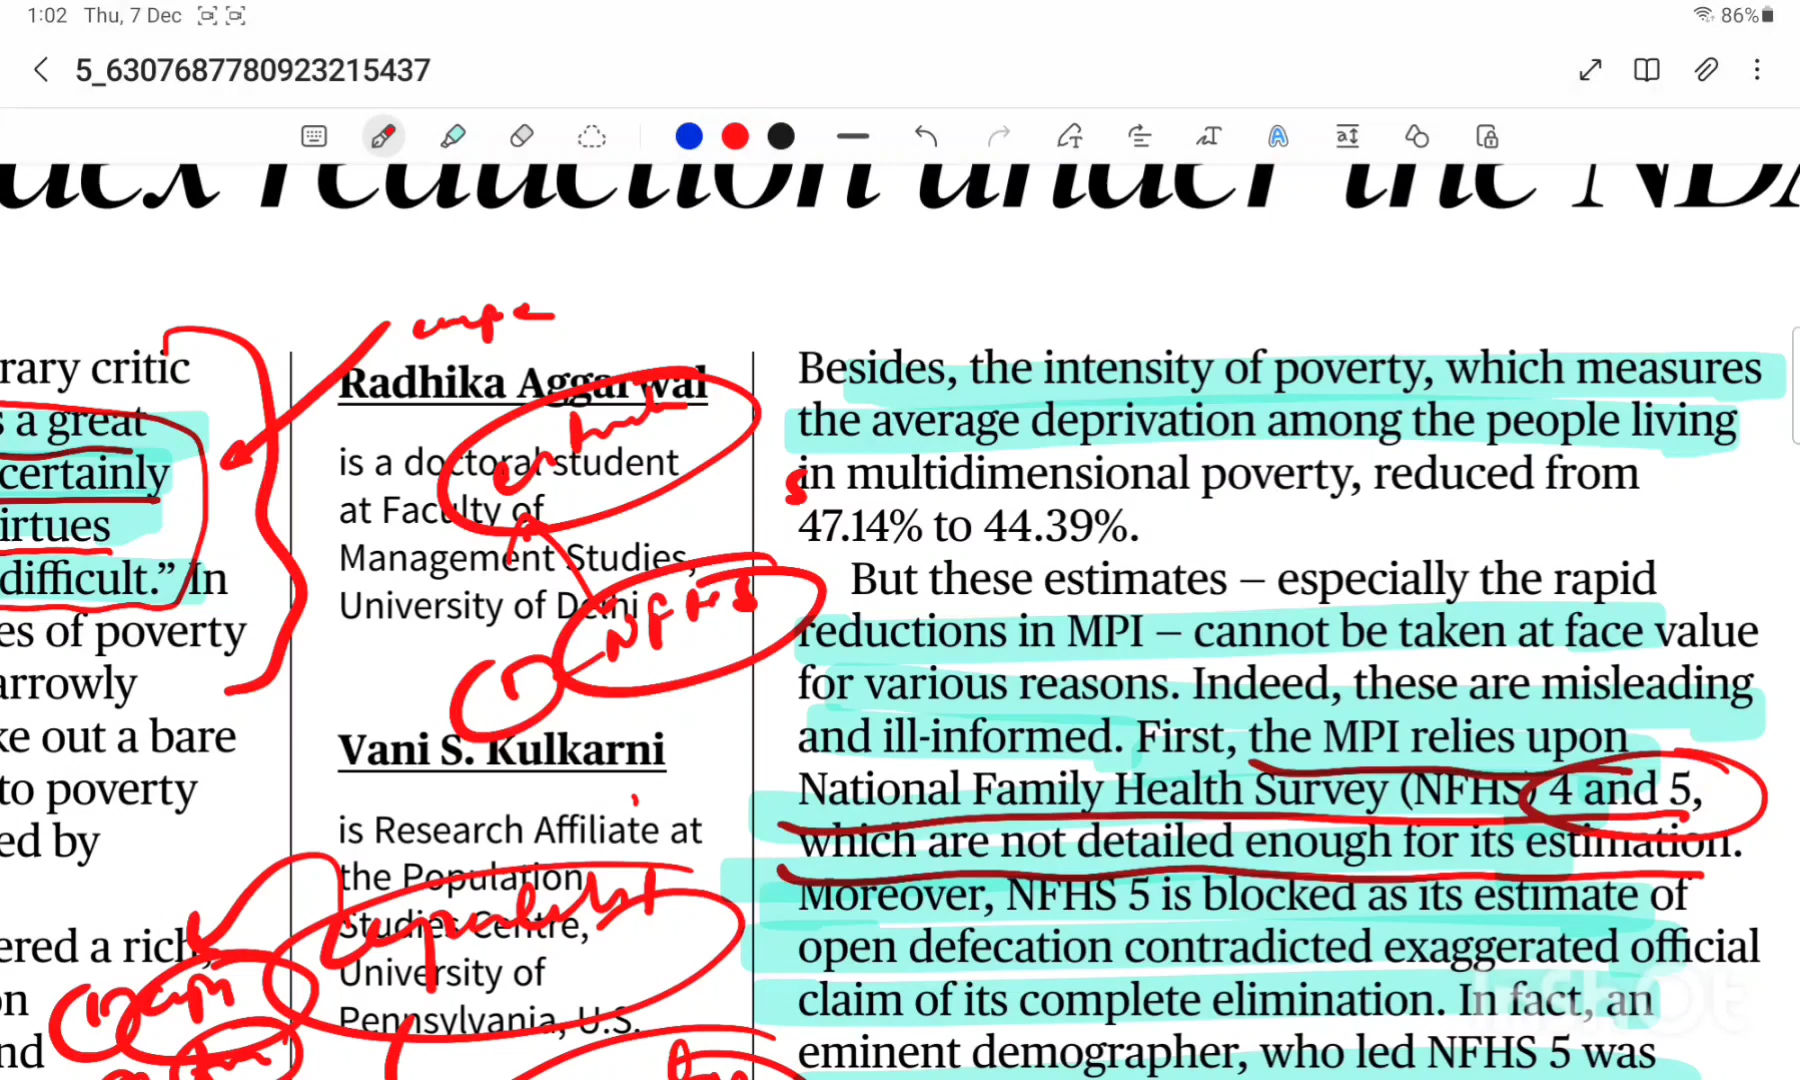 1:02 Thu, 7 Dec
86%
5_6307687780923215437
dex reduction under the NDA
rary critic
s a great
certainly
irtues
difficult.” In
es of poverty
arrowly
ke out a bare
to poverty
ed by
ered a rich,
on
nd
Radhika Aggarwal
is a doctoral student
at Faculty of
Management Studies,
University of Delhi
NFHS
Vani S. Kulkarni
is Research Affiliate at
the Population
Studies Centre,
University of
Pennsylvania, U.S.
Besides, the intensity of poverty, which measures
the average deprivation among the people living
in multidimensional poverty, reduced from
47.14% to 44.39%.
But these estimates – especially the rapid
reductions in MPI – cannot be taken at face value
for various reasons. Indeed, these are misleading
and ill-informed. First, the MPI relies upon
National Family Health Survey (NFHS) 4 and 5,
which are not detailed enough for its estimation.
Moreover, NFHS 5 is blocked as its estimate of
open defecation contradicted exaggerated official
claim of its complete elimination. In fact, an
eminent demographer, who led NFHS 5 was
InShOt